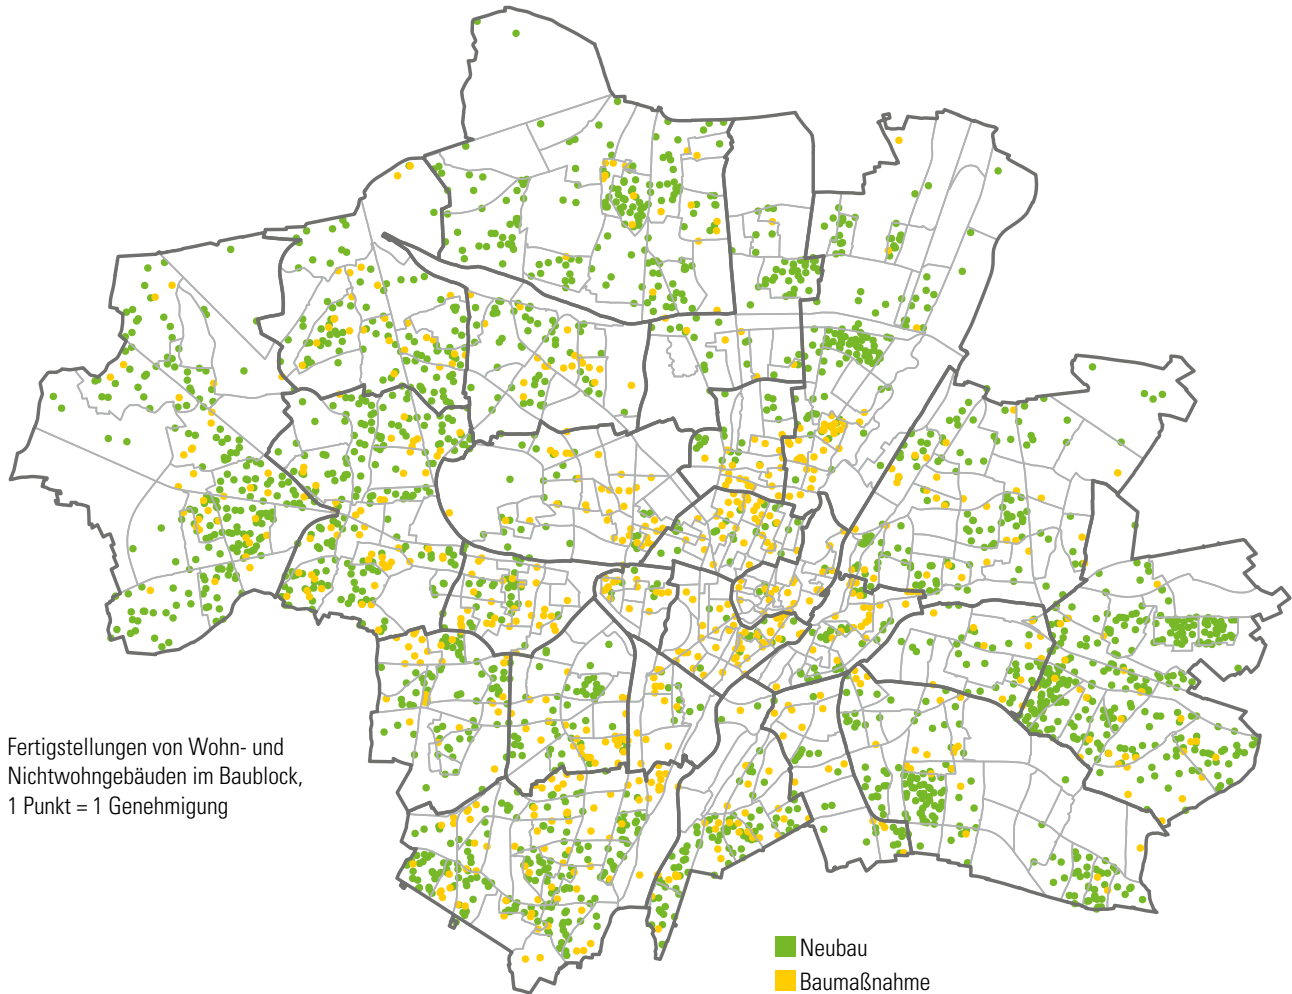 Fertigstellungen von Wohn- und
Nichtwohngebäuden im Baublock,
1 Punkt = 1 Genehmigung
Neubau
Baumaßnahme